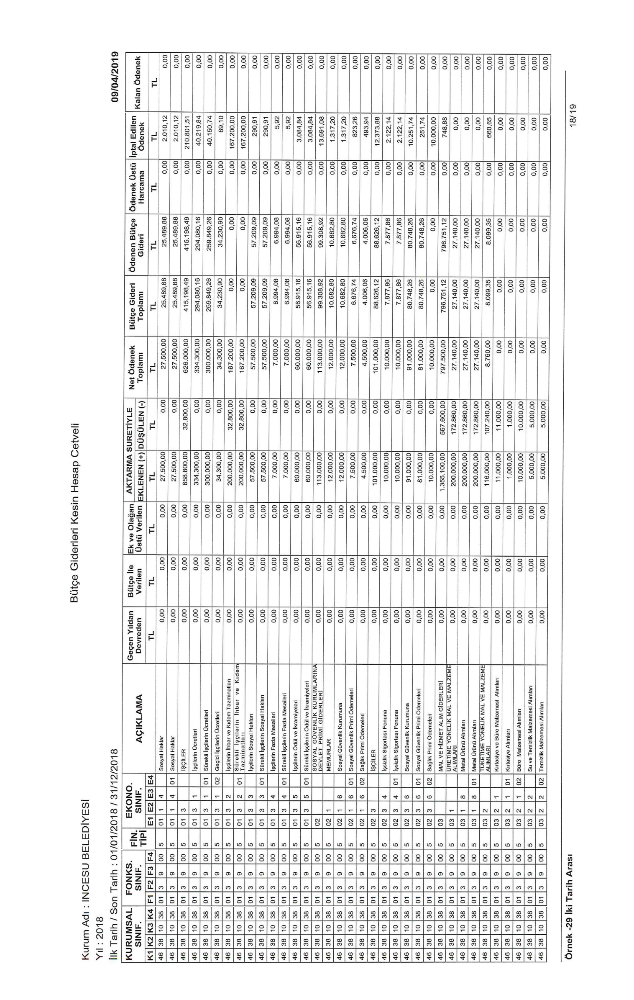 Bütçe Giderleri Kesin Hesap Cetveli
Kurum Adı : INCESU BELEDİYESİ
Yıl : 2018
İlk Tarih / Son Tarih : 01/01/2018 / 31/12/2018 09/04/2019
KURUMSAL SINIF. FONKS. SINIF. FİN. TİPİ EKONO. SINIF. AÇIKLAMA Geçen Yıldan Devreden Bütçe İle Verilen Ek ve Olağan Üstü Verilen AKTARMA SURETİYLE Net Ödenek Toplamı Bütçe Gideri Toplamı Ödenen Bütçe Gideri Ödenek Üstü Harcama İptal Edilen Ödenek Kalan Ödenek
EKLENEN (+) DÜŞÜLEN (-)
K1 K2 K3 K4 F1 F2 F3 F4 E1 E2 E3 E4 TL TL TL TL TL TL TL TL TL TL TL
46 38 10 38 01 3 9 00 5 01 1 4 Sosyal Haklar 0,00 0,00 0,00 27.500,00 0,00 27.500,00 25.489,88 25.489,88 0,00 2.010,12 0,00
46 38 10 38 01 3 9 00 5 01 1 4 01 Sosyal Haklar 0,00 0,00 0,00 27.500,00 0,00 27.500,00 25.489,88 25.489,88 0,00 2.010,12 0,00
46 38 10 38 01 3 9 00 5 01 3 İŞÇİLER 0,00 0,00 0,00 658.800,00 32.800,00 626.000,00 415.198,49 415.198,49 0,00 210.801,51 0,00
46 38 10 38 01 3 9 00 5 01 3 1 İşçilerin Ücretleri 0,00 0,00 0,00 334.300,00 0,00 334.300,00 294.080,16 294.080,16 0,00 40.219,84 0,00
46 38 10 38 01 3 9 00 5 01 3 1 01 Sürekli İşçilerin Ücretleri 0,00 0,00 0,00 300.000,00 0,00 300.000,00 259.849,26 259.849,26 0,00 40.150,74 0,00
46 38 10 38 01 3 9 00 5 01 3 1 02 Geçici İşçilerin Ücretleri 0,00 0,00 0,00 34.300,00 0,00 34.300,00 34.230,90 34.230,90 0,00 69,10 0,00
46 38 10 38 01 3 9 00 5 01 3 2 İşçilerin İhbar ve Kıdem Tazminatları 0,00 0,00 0,00 200.000,00 32.800,00 167.200,00 0,00 0,00 0,00 167.200,00 0,00
46 38 10 38 01 3 9 00 5 01 3 2 01 Sürekli İşçilerin İhbar ve Kıdem Tazminatları 0,00 0,00 0,00 200.000,00 32.800,00 167.200,00 0,00 0,00 0,00 167.200,00 0,00
46 38 10 38 01 3 9 00 5 01 3 3 İşçilerin Sosyal Hakları 0,00 0,00 0,00 57.500,00 0,00 57.500,00 57.209,09 57.209,09 0,00 290,91 0,00
46 38 10 38 01 3 9 00 5 01 3 3 01 Sürekli İşçilerin Sosyal Hakları 0,00 0,00 0,00 57.500,00 0,00 57.500,00 57.209,09 57.209,09 0,00 290,91 0,00
46 38 10 38 01 3 9 00 5 01 3 4 İşçilerin Fazla Mesaileri 0,00 0,00 0,00 7.000,00 0,00 7.000,00 6.994,08 6.994,08 0,00 5,92 0,00
46 38 10 38 01 3 9 00 5 01 3 4 01 Sürekli İşçilerin Fazla Mesaileri 0,00 0,00 0,00 7.000,00 0,00 7.000,00 6.994,08 6.994,08 0,00 5,92 0,00
46 38 10 38 01 3 9 00 5 01 3 5 İşçilerin Ödül ve İkramiyeleri 0,00 0,00 0,00 60.000,00 0,00 60.000,00 56.915,16 56.915,16 0,00 3.084,84 0,00
46 38 10 38 01 3 9 00 5 01 3 5 01 Sürekli İşçilerin Ödül ve İkramiyeleri 0,00 0,00 0,00 60.000,00 0,00 60.000,00 56.915,16 56.915,16 0,00 3.084,84 0,00
46 38 10 38 01 3 9 00 5 02 SOSYAL GÜVENLİK KURUMLARINA DEVLET PRİMİ GİDERLERİ 0,00 0,00 0,00 113.000,00 0,00 113.000,00 99.308,92 99.308,92 0,00 13.691,08 0,00
46 38 10 38 01 3 9 00 5 02 1 MEMURLAR 0,00 0,00 0,00 12.000,00 0,00 12.000,00 10.682,80 10.682,80 0,00 1.317,20 0,00
46 38 10 38 01 3 9 00 5 02 1 6 Sosyal Güvenlik Kurumuna 0,00 0,00 0,00 12.000,00 0,00 12.000,00 10.682,80 10.682,80 0,00 1.317,20 0,00
46 38 10 38 01 3 9 00 5 02 1 6 01 Sosyal Güvenlik Primi Ödemeleri 0,00 0,00 0,00 7.500,00 0,00 7.500,00 6.676,74 6.676,74 0,00 823,26 0,00
46 38 10 38 01 3 9 00 5 02 1 6 02 Sağlık Primi Ödemeleri 0,00 0,00 0,00 4.500,00 0,00 4.500,00 4.006,06 4.006,06 0,00 493,94 0,00
46 38 10 38 01 3 9 00 5 02 3 İŞÇİLER 0,00 0,00 0,00 101.000,00 0,00 101.000,00 88.626,12 88.626,12 0,00 12.373,88 0,00
46 38 10 38 01 3 9 00 5 02 3 4 İşsizlik Sigortası Fonuna 0,00 0,00 0,00 10.000,00 0,00 10.000,00 7.877,86 7.877,86 0,00 2.122,14 0,00
46 38 10 38 01 3 9 00 5 02 3 4 01 İşsizlik Sigortası Fonuna 0,00 0,00 0,00 10.000,00 0,00 10.000,00 7.877,86 7.877,86 0,00 2.122,14 0,00
46 38 10 38 01 3 9 00 5 02 3 6 Sosyal Güvenlik Kurumuna 0,00 0,00 0,00 91.000,00 0,00 91.000,00 80.748,26 80.748,26 0,00 10.251,74 0,00
46 38 10 38 01 3 9 00 5 02 3 6 01 Sosyal Güvenlik Primi Ödemeleri 0,00 0,00 0,00 81.000,00 0,00 81.000,00 80.748,26 80.748,26 0,00 251,74 0,00
46 38 10 38 01 3 9 00 5 02 3 6 02 Sağlık Primi Ödemeleri 0,00 0,00 0,00 10.000,00 0,00 10.000,00 0,00 0,00 0,00 10.000,00 0,00
46 38 10 38 01 3 9 00 5 03 MAL VE HİZMET ALIM GİDERLERİ 0,00 0,00 0,00 1.355.100,00 557.600,00 797.500,00 796.751,12 796.751,12 0,00 748,88 0,00
46 38 10 38 01 3 9 00 5 03 1 ÜRETİME YÖNELİK MAL VE MALZEME ALIMLARI 0,00 0,00 0,00 200.000,00 172.860,00 27.140,00 27.140,00 27.140,00 0,00 0,00 0,00
46 38 10 38 01 3 9 00 5 03 1 8 Metal Ürünü Alımları 0,00 0,00 0,00 200.000,00 172.860,00 27.140,00 27.140,00 27.140,00 0,00 0,00 0,00
46 38 10 38 01 3 9 00 5 03 1 8 01 Metal Ürünü Alımları 0,00 0,00 0,00 200.000,00 172.860,00 27.140,00 27.140,00 27.140,00 0,00 0,00 0,00
46 38 10 38 01 3 9 00 5 03 2 TÜKETİME YÖNELİK MAL VE MALZEME ALIMLARI 0,00 0,00 0,00 116.000,00 107.240,00 8.760,00 8.099,35 8.099,35 0,00 660,65 0,00
46 38 10 38 01 3 9 00 5 03 2 1 Kırtasiye ve Büro Malzemesi Alımları 0,00 0,00 0,00 11.000,00 11.000,00 0,00 0,00 0,00 0,00 0,00 0,00
46 38 10 38 01 3 9 00 5 03 2 1 01 Kırtasiye Alımları 0,00 0,00 0,00 1.000,00 1.000,00 0,00 0,00 0,00 0,00 0,00 0,00
46 38 10 38 01 3 9 00 5 03 2 1 02 Büro Malzemesi Alımları 0,00 0,00 0,00 10.000,00 10.000,00 0,00 0,00 0,00 0,00 0,00 0,00
46 38 10 38 01 3 9 00 5 03 2 2 Su ve Temizlik Malzemesi Alımları 0,00 0,00 0,00 5.000,00 5.000,00 0,00 0,00 0,00 0,00 0,00 0,00
46 38 10 38 01 3 9 00 5 03 2 2 02 Temizlik Malzemesi Alımları 0,00 0,00 0,00 5.000,00 5.000,00 0,00 0,00 0,00 0,00 0,00 0,00
Örnek -29 İki Tarih Arası 18/19